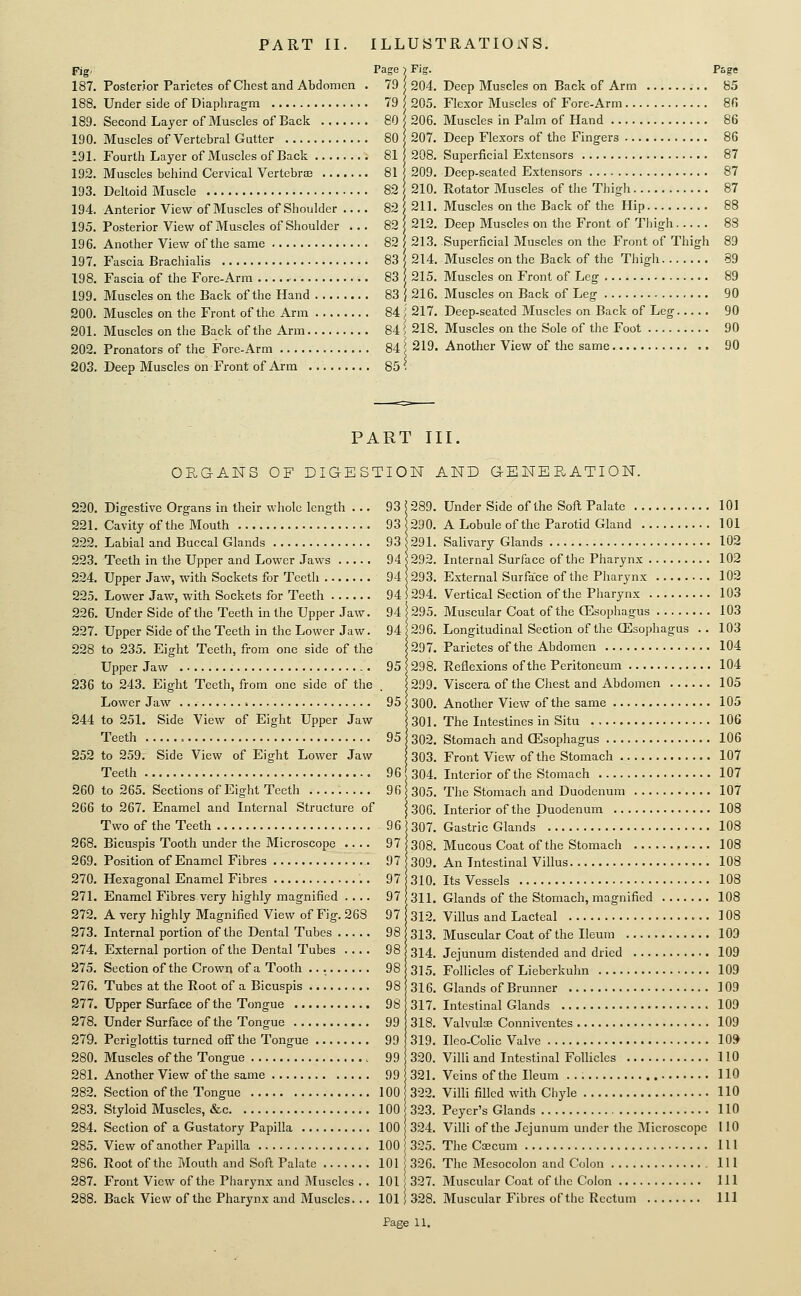 PART II. ILLUSTRATIONS.
Fig. Page
187. Posterior Parietes of Chest and Abdomen . 79
188. Under side of Diaphragm .............. 79
189. Second Layer of Muscles of Back ....... 80
190. Muscles of Vertebral Gutter ............ 80
191. Fourth Layer of Muscles of Back ........ 81
192. Muscles behind Cervical Vertebræ ....... 81
193. Deltoid Muscle ....................... 82
194. Anterior View of Muscles of Shoulder .... 82
195. Posterior View of Muscles of Shoulder ... 82
196. Another View of the same .............. 82
197. Fascia Brachialis ..................... 83
198. Fascia of the Fore-Arm ................ 83
199. Muscles on the Back of the Hand ........ 83
200. Muscles on the Front of the Arm ........ 84
201. Muscles on the Back of the Arm ......... 84
202. Pronators of the Fore-Arm ............. 84
203. Deep Muscles on Front of Arm ......... 85
Fig. Page
204. Deep Muscles on Back of Arm ......... 85
205. Flexor Muscles of Fore-Arm ............ 86
206. Muscles in Palm of Hand .............. 86
207. Deep Flexors of the Fingers ............ 86
208. Superficial Extensors .................. 87
209. Deep-seated Extensors ................. 87
210. Rotator Muscles of the Thigh ........... 87
211. Muscles on the Back of the Hip ......... 88
212. Deep Muscles on the Front of Thigh ..... 88
213. Superficial Muscles on the Front of Thigh 89
214. Muscles on the Back of the Thigh ....... 89
215. Muscles on Front of Leg ............... 89
216. Muscles on Back of Leg ............... 90
217. Deep-seated Muscles on Back of Leg ..... 90
218. Muscles on the Sole of the Foot ......... 90
219. Another View of the same .............. 90
PART III.
ORGANS OF DIGESTION AND GENERATION.
220. Digestive Organs in their whole length ... 93
221. Cavity of the Mouth ................... 93
222. Labial and Buccal Glands .............. 93
223. Teeth in the Upper and Lower Jaws ..... 94
224. Upper Jaw, with Sockets for Teeth ....... 94
225. Lower Jaw, with Sockets for Teeth ...... 94
226. Under Side of the Teeth in the Upper Jaw. 94
227. Upper Side of the Teeth in the Lower Jaw. 94
228 to 235. Eight Teeth, from one side of the
Upper Jaw ......................... 95
236 to 243. Eight Teeth, from one side of the
Lower Jaw ......................... 95
244 to 251. Side View of Eight Upper Jaw
Teeth ............................. 95
252 to 259. Side View of Eight Lower Jaw
Teeth ............................. 96
260 to 265. Sections of Eight Teeth .......... 96
266 to 267. Enamel and Internal Structure of
Two of the Teeth ..................... 96
268. Bicuspis Tooth under the Microscope .... 97
269. Position of Enamel Fibres .............. 97
270. Hexagonal Enamel Fibres .............. 97
271. Enamel Fibres very highly magnified .... 97
272. A very highly Magnified View of Fig. 268 97
273. Internal portion of the Dental Tubes ..... 98
274. External portion of the Dental Tubes .... 98
275. Section of the Crown of a Tooth ......... 98
276. Tubes at the Root of a Bicuspis ......... 98
277. Upper Surface of the Tongue ........... 98
278. Under Surface of the Tongue ........... 99
279. Periglottis turned off the Tongue ........ 99
280. Muscles of the Tongue ................. 99
281. Another View of the same .............. 99
282. Section of the Tongue ................. 100
283. Styloid Muscles, &c. .................. 100
284. Section of a Gustatory Papilla .......... 100
285. View of another Papilla ................ 100
286. Root of the Mouth and Soft Palate ....... 101
287. Front View of the Pharynx and Muscles .. 101
288. Back View of the Pharynx and Muscles... 101
289. Under Side of the Soft Palate ........... 101
290. A Lobule of the Parotid Gland .......... 101
291. Salivary Glands ....................... 102
292. Internal Surface of the Pharynx ......... 102
293. External Surface of the Pharynx ........ 102
294. Vertical Section of the Pharynx ......... 103
295. Muscular Coat of the Œsophagus ........ 103
296. Longitudinal Section of the Œsophagus .. 103
297. Parietes of the Abdomen ............... 104
298. Reflexions of the Peritoneum ............ 104
299. Viscera of the Chest and Abdomen ...... 105
300. Another View of the same .............. 105
301. The Intestines in Situ ................. 106
302. Stomach and Œsophagus ............... 106
303. Front View of the Stomach ............. 107
304. Interior of the Stomach ................ 107
305. The Stomach and Duodenum ........... 107
306. Interior of the Duodenum .............. 108
307. Gastric Glands ....................... 108
308. Mucous Coat of the Stomach ........... 108
309. An Intestinal Villus .................... 108
310. Its Vessels ........................... 108
311. Glands of the Stomach, magnified ....... 108
312. Villus and Lacteal .................... 108
313. Muscular Coat of the Ileum ............ 109
314. Jejunum distended and dried ........... 109
315. Follicles of Lieberkuhn ................ 109
316. Glands of Brunner .................... 109
317. Intestinal Glands ..................... 109
318. Valvulæ Conniventes ................... 109
319. Ileo-Colic Valve ....................... 109
320. Villi and Intestinal Follicles ............ 110
321. Veins of the Ileum .................... 110
322. Villi filled with Chyle .................. 110
323. Peyer's Glands ....................... 110
324. Villi of the Jejunum under the Microscope 110
325. The Cæcum .......................... 111
326. The Mesocolon and Colon .............. 111
327. Muscular Coat of the Colon ............ 111
328. Muscular Fibres of the Rectum ........ 111
Page 11.